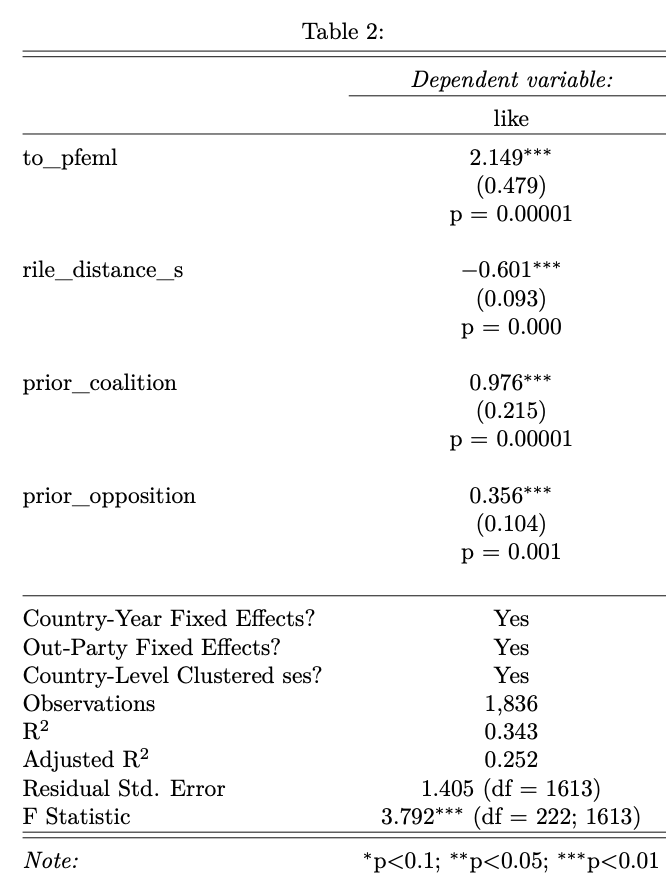 Table 2:
Dependent variable:
like
to_pfeml 2.149***
(0.479)
p = 0.00001
rile_distance_s −0.601***
(0.093)
p = 0.000
prior_coalition 0.976***
(0.215)
p = 0.00001
prior_opposition 0.356***
(0.104)
p = 0.001
Country-Year Fixed Effects? Yes
Out-Party Fixed Effects? Yes
Country-Level Clustered ses? Yes
Observations 1,836
R² 0.343
Adjusted R² 0.252
Residual Std. Error 1.405 (df = 1613)
F Statistic 3.792*** (df = 222; 1613)
Note: *p<0.1; **p<0.05; ***p<0.01